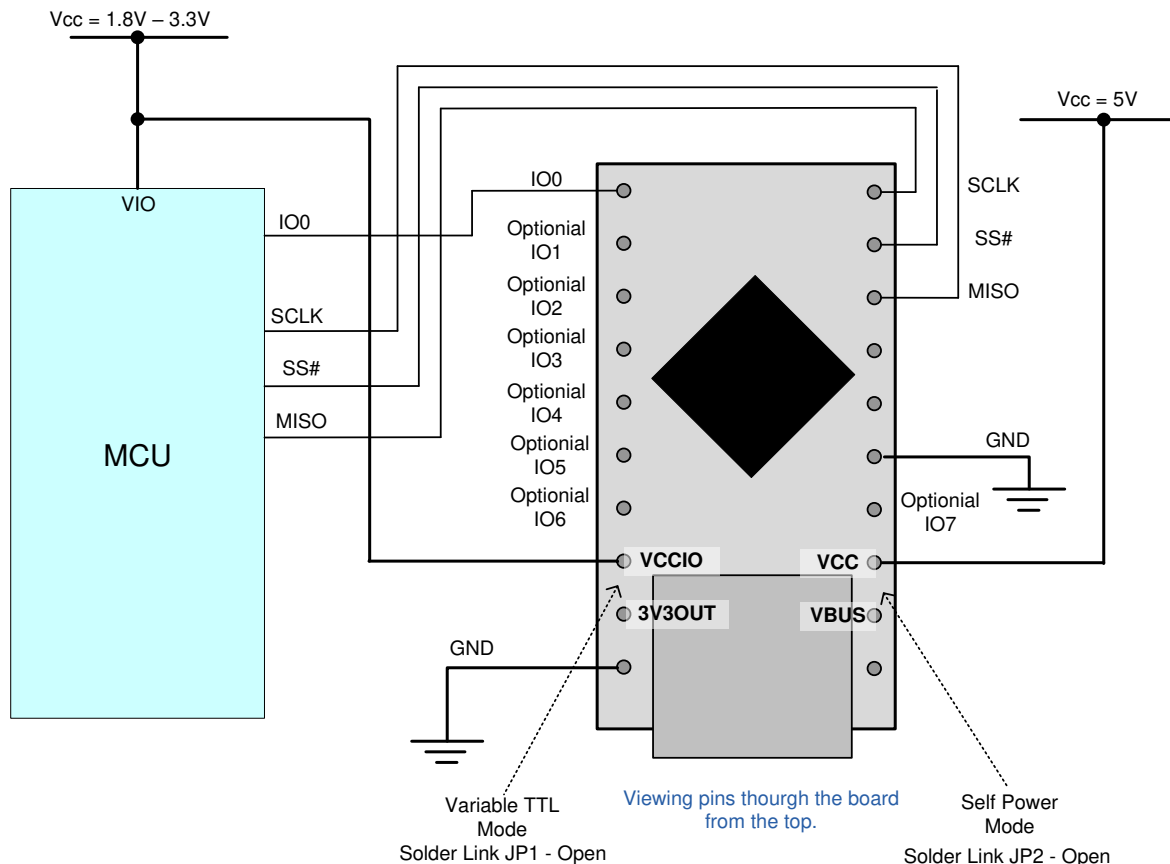 Vcc = 1.8V – 3.3V
Vcc = 5V
VIO
IO0
SCLK
SS#
MISO
MCU
IO0
Optionial
IO1
Optionial
IO2
Optionial
IO3
Optionial
IO4
Optionial
IO5
Optionial
IO6
VCCIO
3V3OUT
GND
SCLK
SS#
MISO
GND
Optionial
IO7
VCC
VBUS
Variable TTL
Mode
Solder Link JP1 - Open
Viewing pins thourgh the board
from the top.
Self Power
Mode
Solder Link JP2 - Open